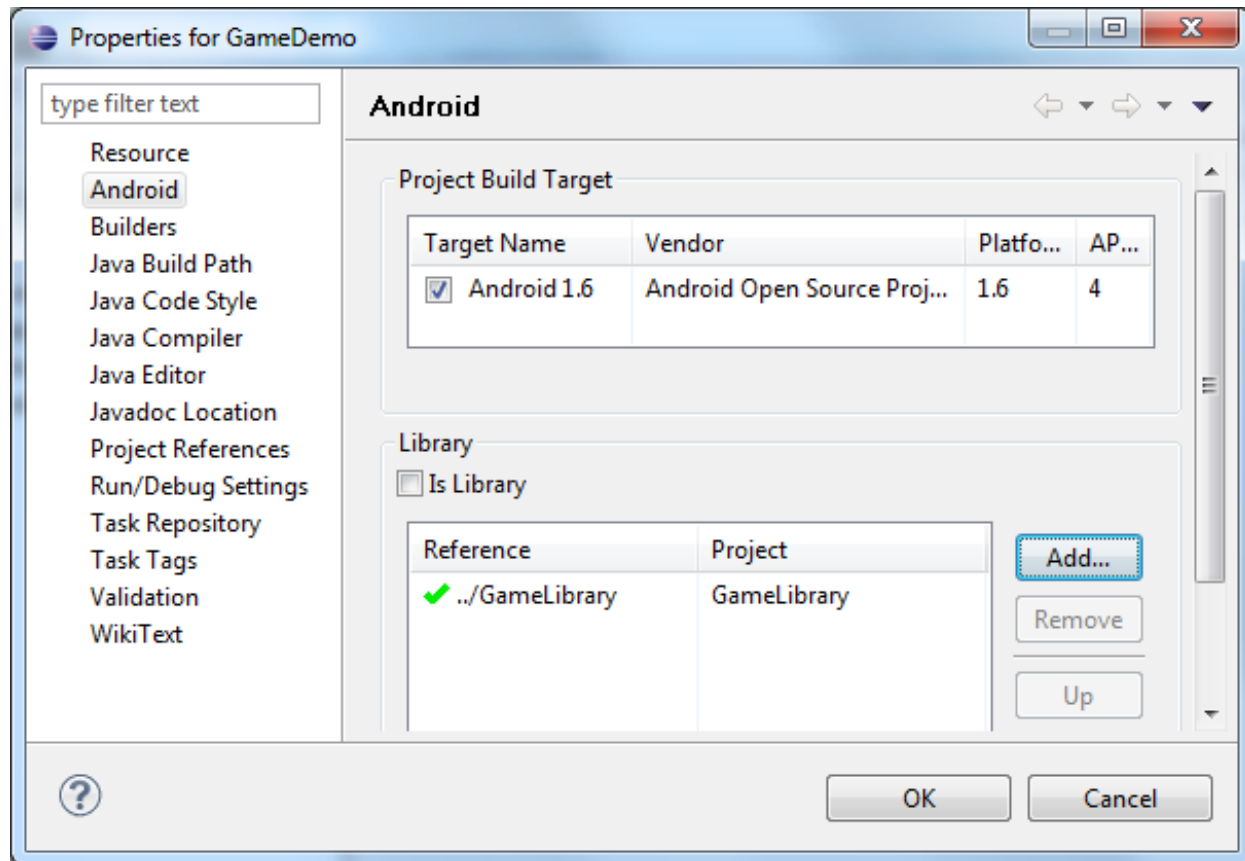 Properties for GameDemo
type filter text
Resource
Android
Builders
Java Build Path
Java Code Style
Java Compiler
Java Editor
Javadoc Location
Project References
Run/Debug Settings
Task Repository
Task Tags
Validation
WikiText
Android
Project Build Target
Target Name Vendor Platfo... AP...
Android 1.6 Android Open Source Proj... 1.6 4
Library
Is Library
Reference Project
../GameLibrary GameLibrary
Add...
Remove
Up
? OK Cancel